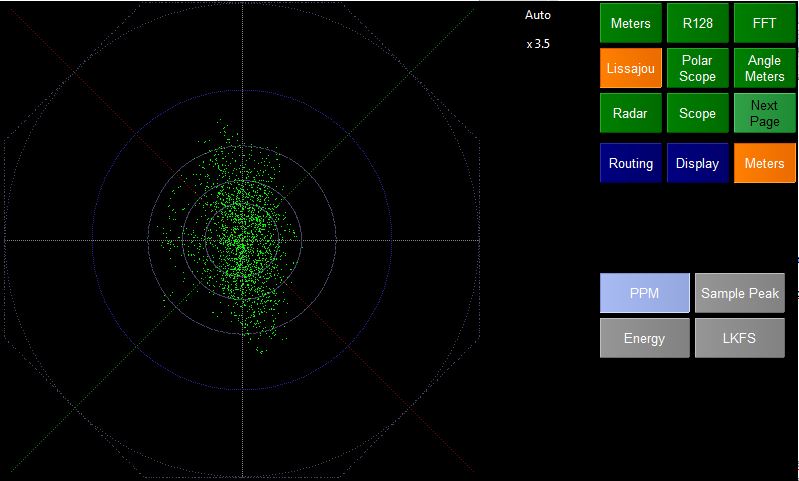 Auto
x 3.5
Meters
R128
FFT
Lissajou
Polar
Scope
Angle
Meters
Radar
Scope
Next
Page
Routing
Display
Meters
PPM
Sample Peak
Energy
LKFS